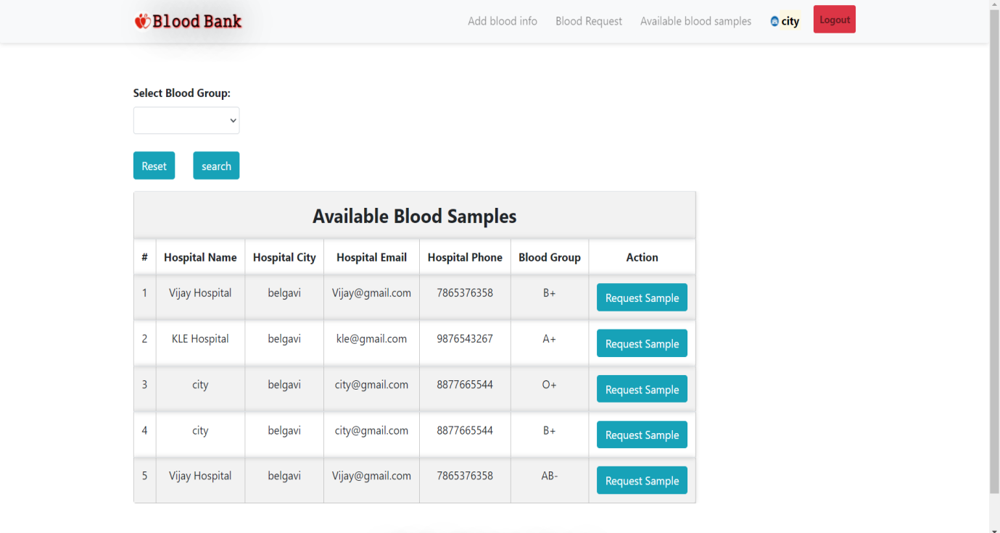 Blood Bank Add blood info Blood Request Available blood samples city Logout
Select Blood Group:
Reset search
Available Blood Samples
# Hospital Name Hospital City Hospital Email Hospital Phone Blood Group Action
1 Vijay Hospital belgavi Vijay@gmail.com 7865376358 B+ Request Sample
2 KLE Hospital belgavi kle@gmail.com 9876543267 A+ Request Sample
3 city belgavi city@gmail.com 8877665544 O+ Request Sample
4 city belgavi city@gmail.com 8877665544 B+ Request Sample
5 Vijay Hospital belgavi Vijay@gmail.com 7865376358 AB- Request Sample